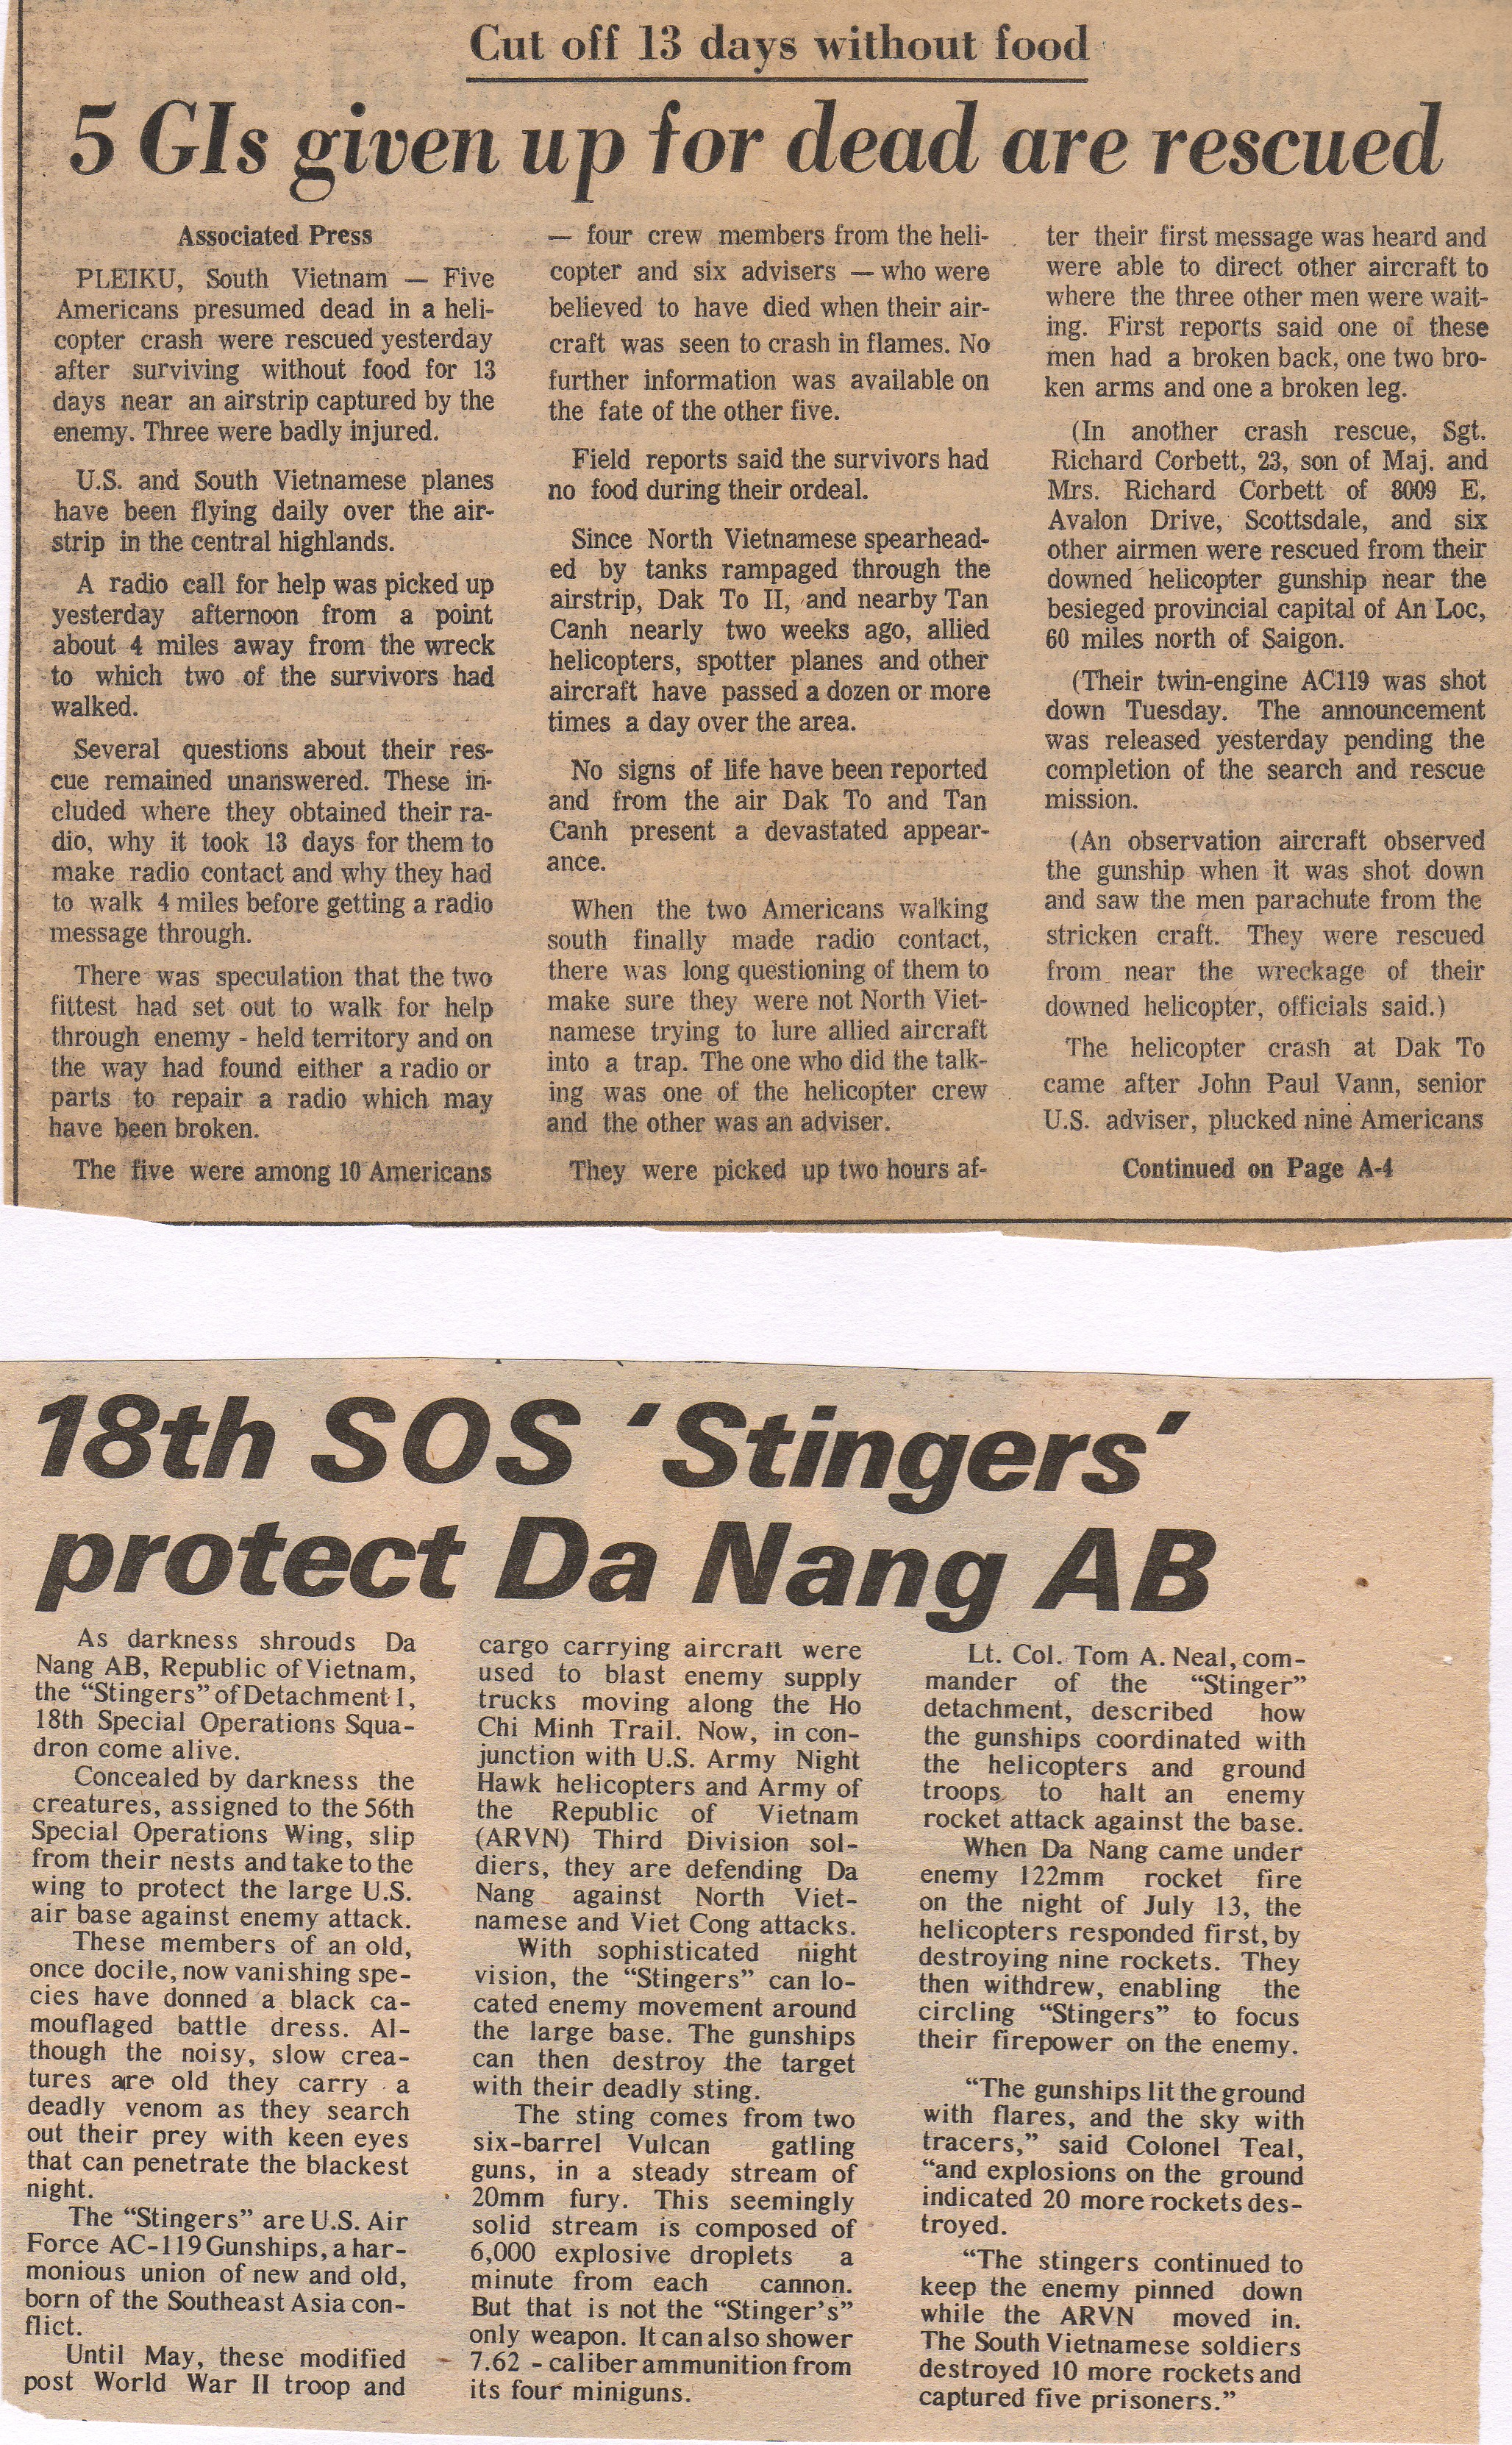 Cut off 13 days without food
5 GIs given up for dead are rescued
Associated Press
PLEIKU, South Vietnam — Five
Americans presumed dead in a heli-
copter crash were rescued yesterday
after surviving without food for 13
days near an airstrip captured by the
enemy. Three were badly injured.
U.S. and South Vietnamese planes
have been flying daily over the air-
strip in the central highlands.
A radio call for help was picked up
yesterday afternoon from a point
about 4 miles away from the wreck
to which two of the survivors had
walked.
Several questions about their res-
cue remained unanswered. These in-
cluded where they obtained their ra-
dio, why it took 13 days for them to
make radio contact and why they had
to walk 4 miles before getting a radio
message through.
There was speculation that the two
fittest had set out to walk for help
through enemy - held territory and on
the way had found either a radio or
parts to repair a radio which may
have been broken.
The five were among 10 Americans
— four crew members from the heli-
copter and six advisers — who were
believed to have died when their air-
craft was seen to crash in flames. No
further information was available on
the fate of the other five.
Field reports said the survivors had
no food during their ordeal.
Since North Vietnamese spearhead-
ed by tanks rampaged through the
airstrip, Dak To II, and nearby Tan
Canh nearly two weeks ago, allied
helicopters, spotter planes and other
aircraft have passed a dozen or more
times a day over the area.
No signs of life have been reported
and from the air Dak To and Tan
Canh present a devastated appear-
ance.
When the two Americans walking
south finally made radio contact,
there was long questioning of them to
make sure they were not North Viet-
namese trying to lure allied aircraft
into a trap. The one who did the talk-
ing was one of the helicopter crew
and the other was an adviser.
They were picked up two hours af-
ter their first message was heard and
were able to direct other aircraft to
where the three other men were wait-
ing. First reports said one of these
men had a broken back, one two bro-
ken arms and one a broken leg.
(In another crash rescue, Sgt.
Richard Corbett, 23, son of Maj. and
Mrs. Richard Corbett of 8009 E.
Avalon Drive, Scottsdale, and six
other airmen were rescued from their
downed helicopter gunship near the
besieged provincial capital of An Loc,
60 miles north of Saigon.
(Their twin-engine AC119 was shot
down Tuesday. The announcement
was released yesterday pending the
completion of the search and rescue
mission.
(An observation aircraft observed
the gunship when it was shot down
and saw the men parachute from the
stricken craft. They were rescued
from near the wreckage of their
downed helicopter, officials said.)
The helicopter crash at Dak To
came after John Paul Vann, senior
U.S. adviser, plucked nine Americans
Continued on Page A-4
18th SOS 'Stingers'
protect Da Nang AB
As darkness shrouds Da
Nang AB, Republic of Vietnam,
the “Stingers” of Detachment 1,
18th Special Operations Squa-
dron come alive.
Concealed by darkness the
creatures, assigned to the 56th
Special Operations Wing, slip
from their nests and take to the
wing to protect the large U.S.
air base against enemy attack.
These members of an old,
once docile, now vanishing spe-
cies have donned a black ca-
mouflaged battle dress. Al-
though the noisy, slow crea-
tures are old they carry a
deadly venom as they search
out their prey with keen eyes
that can penetrate the blackest
night.
The “Stingers” are U.S. Air
Force AC-119 Gunships, a har-
monious union of new and old,
born of the Southeast Asia con-
flict.
Until May, these modified
post World War II troop and
cargo carrying aircraft were
used to blast enemy supply
trucks moving along the Ho
Chi Minh Trail. Now, in con-
junction with U.S. Army Night
Hawk helicopters and Army of
the Republic of Vietnam
(ARVN) Third Division sol-
diers, they are defending Da
Nang against North Viet-
namese and Viet Cong attacks.
With sophisticated night
vision, the “Stingers” can lo-
cated enemy movement around
the large base. The gunships
can then destroy the target
with their deadly sting.
The sting comes from two
six-barrel Vulcan gatling
guns, in a steady stream of
20mm fury. This seemingly
solid stream is composed of
6,000 explosive droplets a
minute from each cannon.
But that is not the “Stinger's”
only weapon. It can also shower
7.62 - caliber ammunition from
its four miniguns.
Lt. Col. Tom A. Neal, com-
mander of the “Stinger”
detachment, described how
the gunships coordinated with
the helicopters and ground
troops to halt an enemy
rocket attack against the base.
When Da Nang came under
enemy 122mm rocket fire
on the night of July 13, the
helicopters responded first, by
destroying nine rockets. They
then withdrew, enabling the
circling “Stingers” to focus
their firepower on the enemy.
“The gunships lit the ground
with flares, and the sky with
tracers,” said Colonel Teal,
“and explosions on the ground
indicated 20 more rockets des-
troyed.
“The stingers continued to
keep the enemy pinned down
while the ARVN moved in.
The South Vietnamese soldiers
destroyed 10 more rockets and
captured five prisoners.”